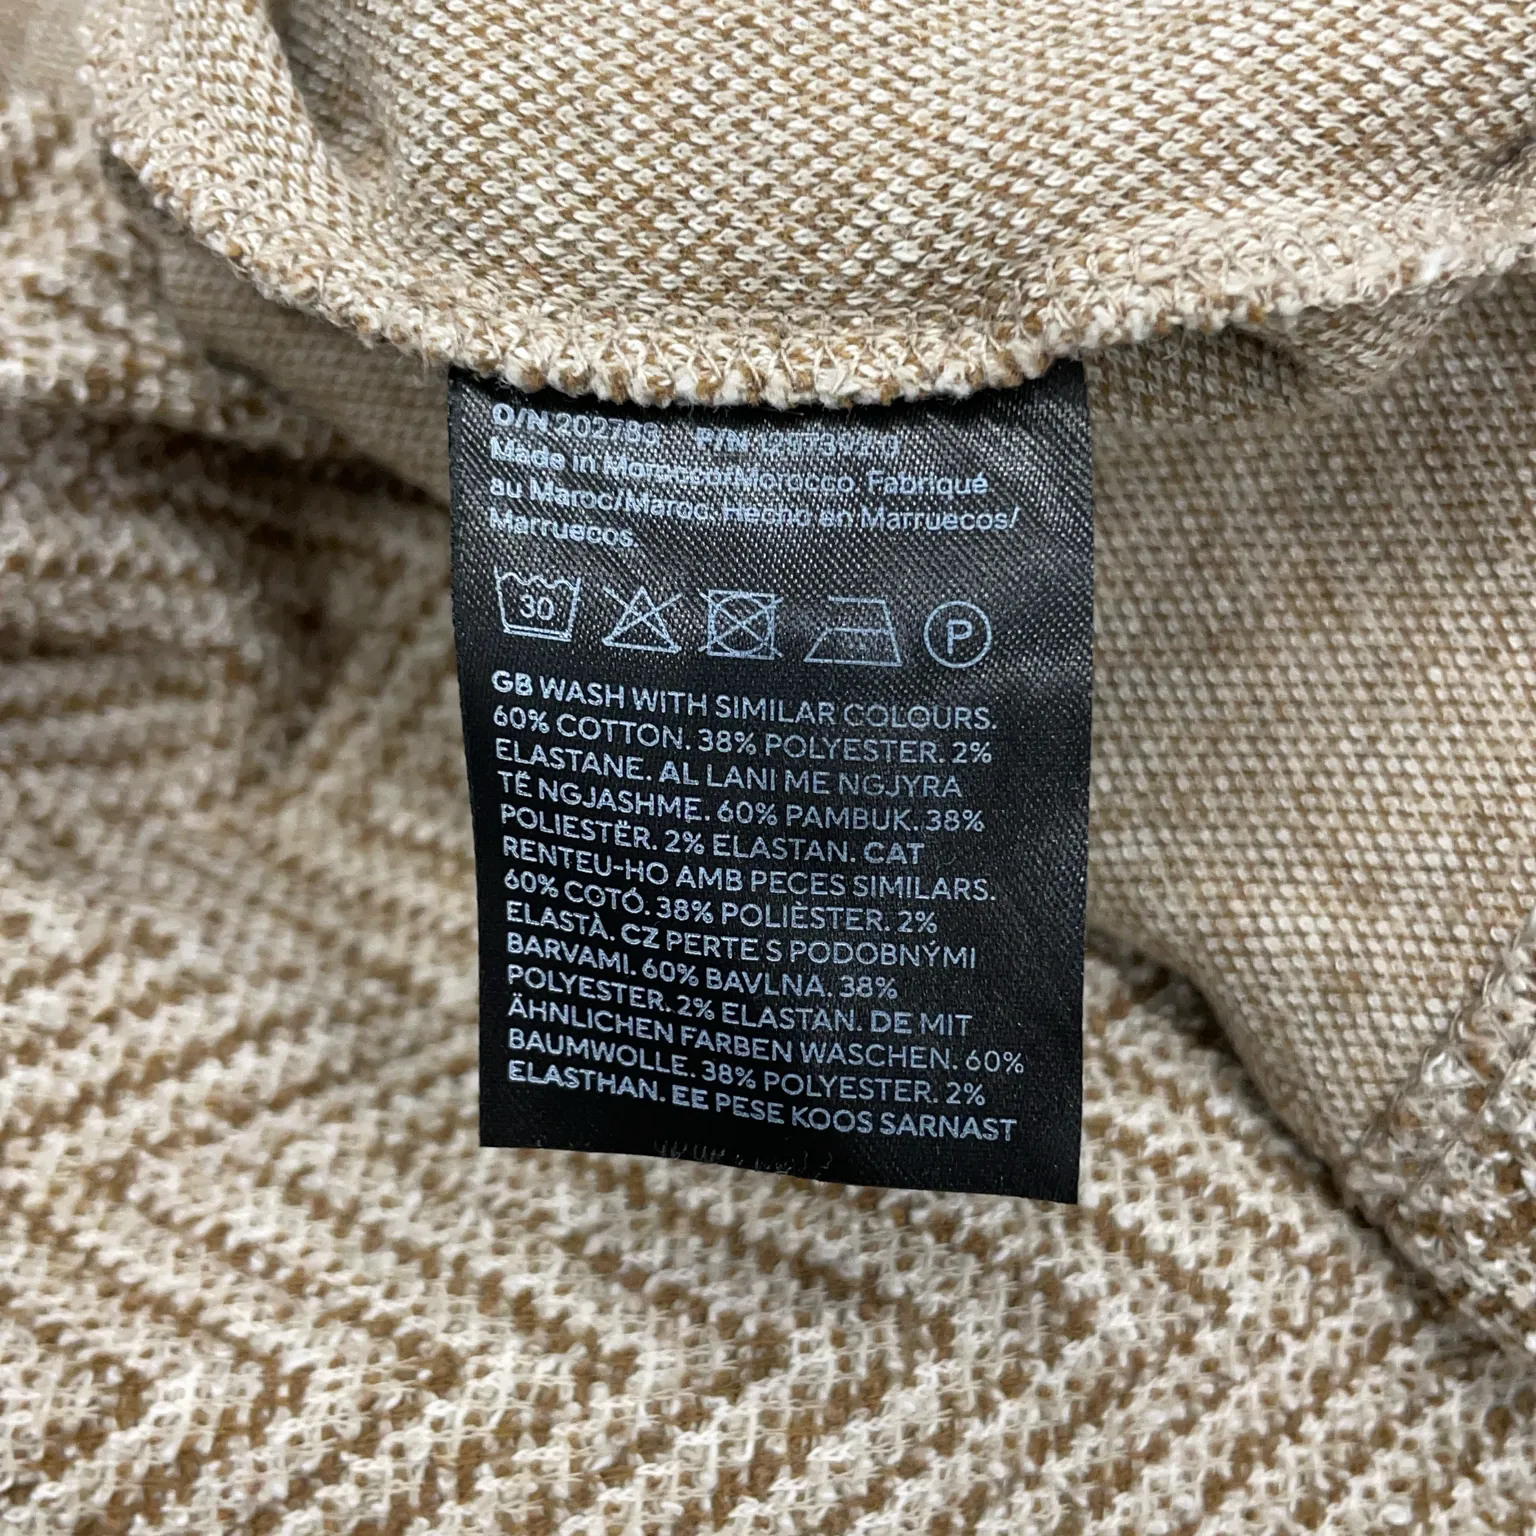 O/N 202789 P/N
Made in Morocco/Morocco. Fabriqué
au Maroc/Maroc. Hecho en Marruecos/
Marruecos.
30
P
GB WASH WITH SIMILAR COLOURS.
60% COTTON. 38% POLYESTER. 2%
ELASTANE. AL LANI ME NGJYRA
TË NGJASHME. 60% PAMBUK. 38%
POLIESTËR. 2% ELASTAN. CAT
RENTEU-HO AMB PECES SIMILARS.
60% COTÓ. 38% POLIÈSTER. 2%
ELASTÀ. CZ PERTE S PODOBNÝMI
BARVAMI. 60% BAVLNA. 38%
POLYESTER. 2% ELASTAN. DE MIT
ÄHNLICHEN FARBEN WASCHEN. 60%
BAUMWOLLE. 38% POLYESTER. 2%
ELASTHAN. EE PESE KOOS SARNAST